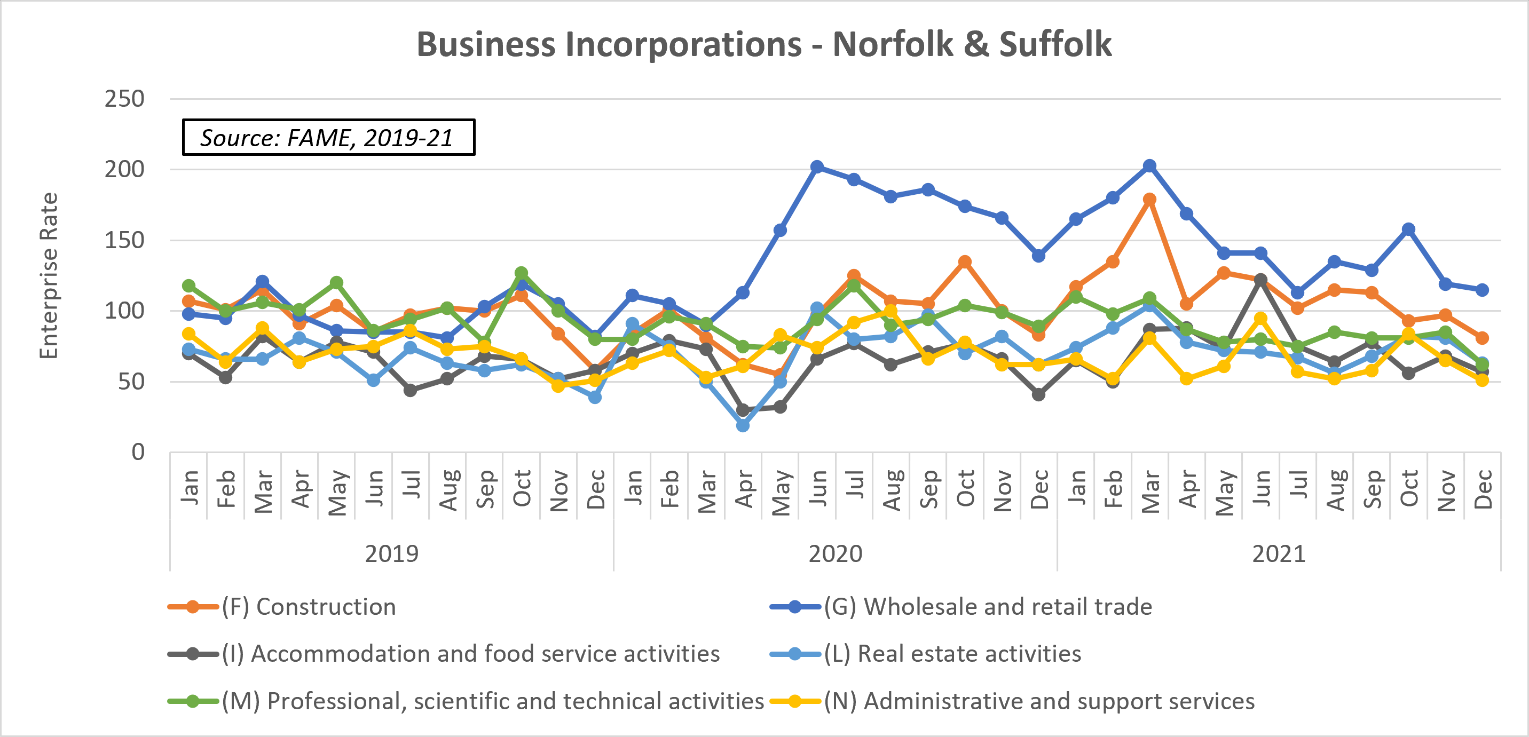 Business Incorporations - Norfolk & Suffolk
Source: FAME, 2019-21
Enterprise Rate
250
200
150
100
50
0
Jan Feb Mar Apr May Jun Jul Aug Sep Oct Nov Dec Jan Feb Mar Apr May Jun Jul Aug Sep Oct Nov Dec Jan Feb Mar Apr May Jun Jul Aug Sep Oct Nov Dec
2019 2020 2021
(F) Construction (G) Wholesale and retail trade
(I) Accommodation and food service activities (L) Real estate activities
(M) Professional, scientific and technical activities (N) Administrative and support services